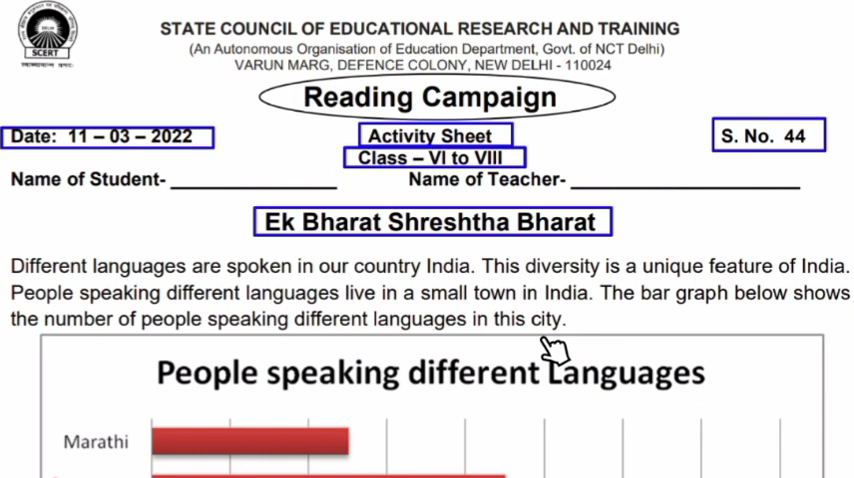 STATE COUNCIL OF EDUCATIONAL RESEARCH AND TRAINING
(An Autonomous Organisation of Education Department, Govt. of NCT Delhi)
VARUN MARG, DEFENCE COLONY, NEW DELHI - 110024
SCERT
Reading Campaign
Date: 11 – 03 – 2022 Activity Sheet S. No. 44
Class – VI to VIII
Name of Student- ________________ Name of Teacher- ______________________
Ek Bharat Shreshtha Bharat
Different languages are spoken in our country India. This diversity is a unique feature of India.
People speaking different languages live in a small town in India. The bar graph below shows
the number of people speaking different languages in this city.
People speaking different Languages
Marathi